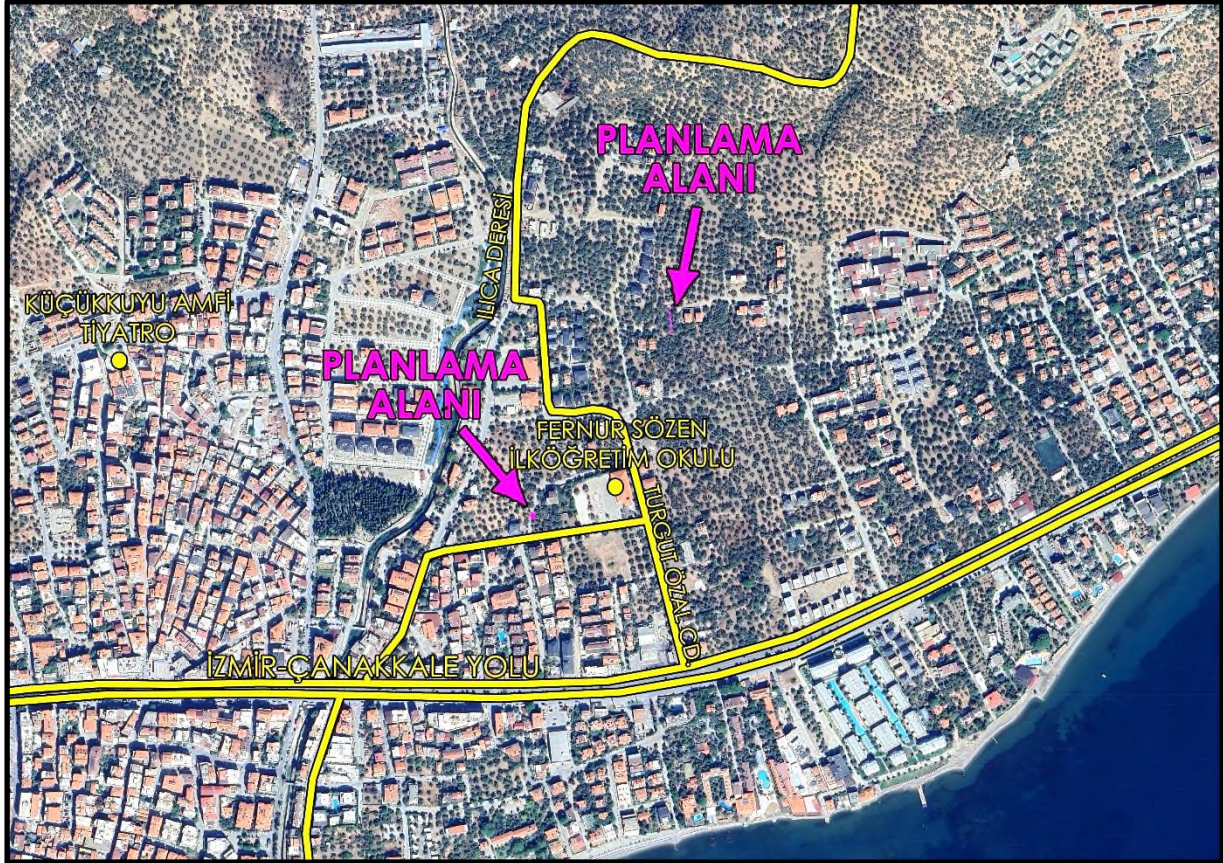 PLANLAMA
ALANI
ILICA DERESİ
KÜÇÜKKUYU AMFİ
TİYATRO
PLANLAMA
ALANI
FERNUR SÖZEN
İLKÖĞRETİM OKULU
TURGUT ÖZAL CD.
İZMİR-ÇANAKKALE YOLU